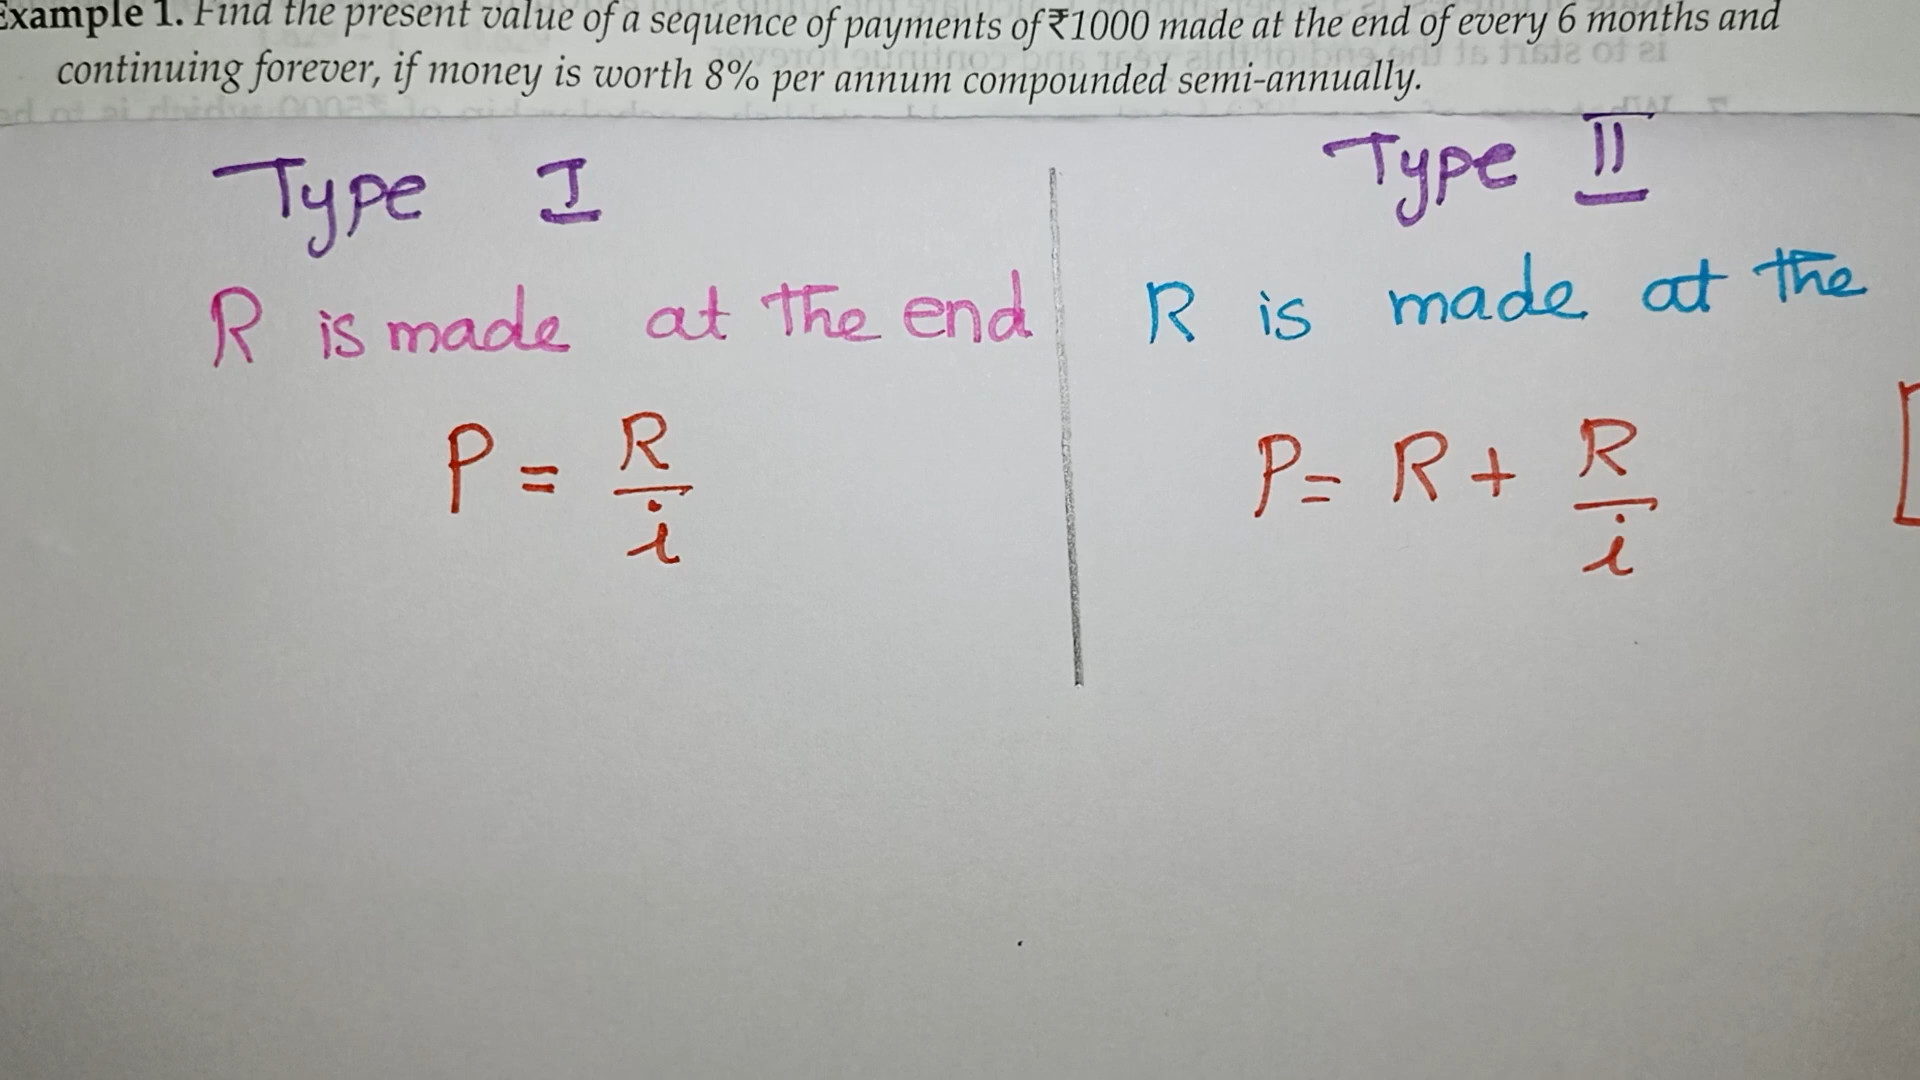 Example 1. Find the present value of a sequence of payments of ₹1000 made at the end of every 6 months and
continuing forever, if money is worth 8% per annum compounded semi-annually.
Type I
R is made at the end
P = R/i
Type II
R is made at the
P = R + R/i
[